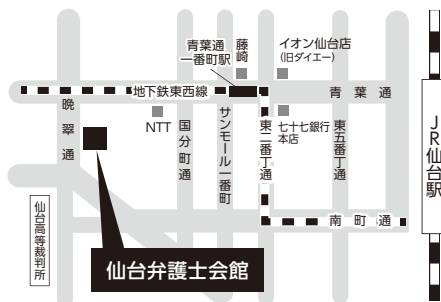 青葉通
一番町駅
藤崎
イオン仙台店
(旧ダイエー)
地下鉄東西線
青葉通
晩翠通
NTT
国分町通
サンモール一番町
東二番丁通
七十七銀行
本店
東五番丁通
JR仙台駅
南町通
仙台高等裁判所
仙台弁護士会館